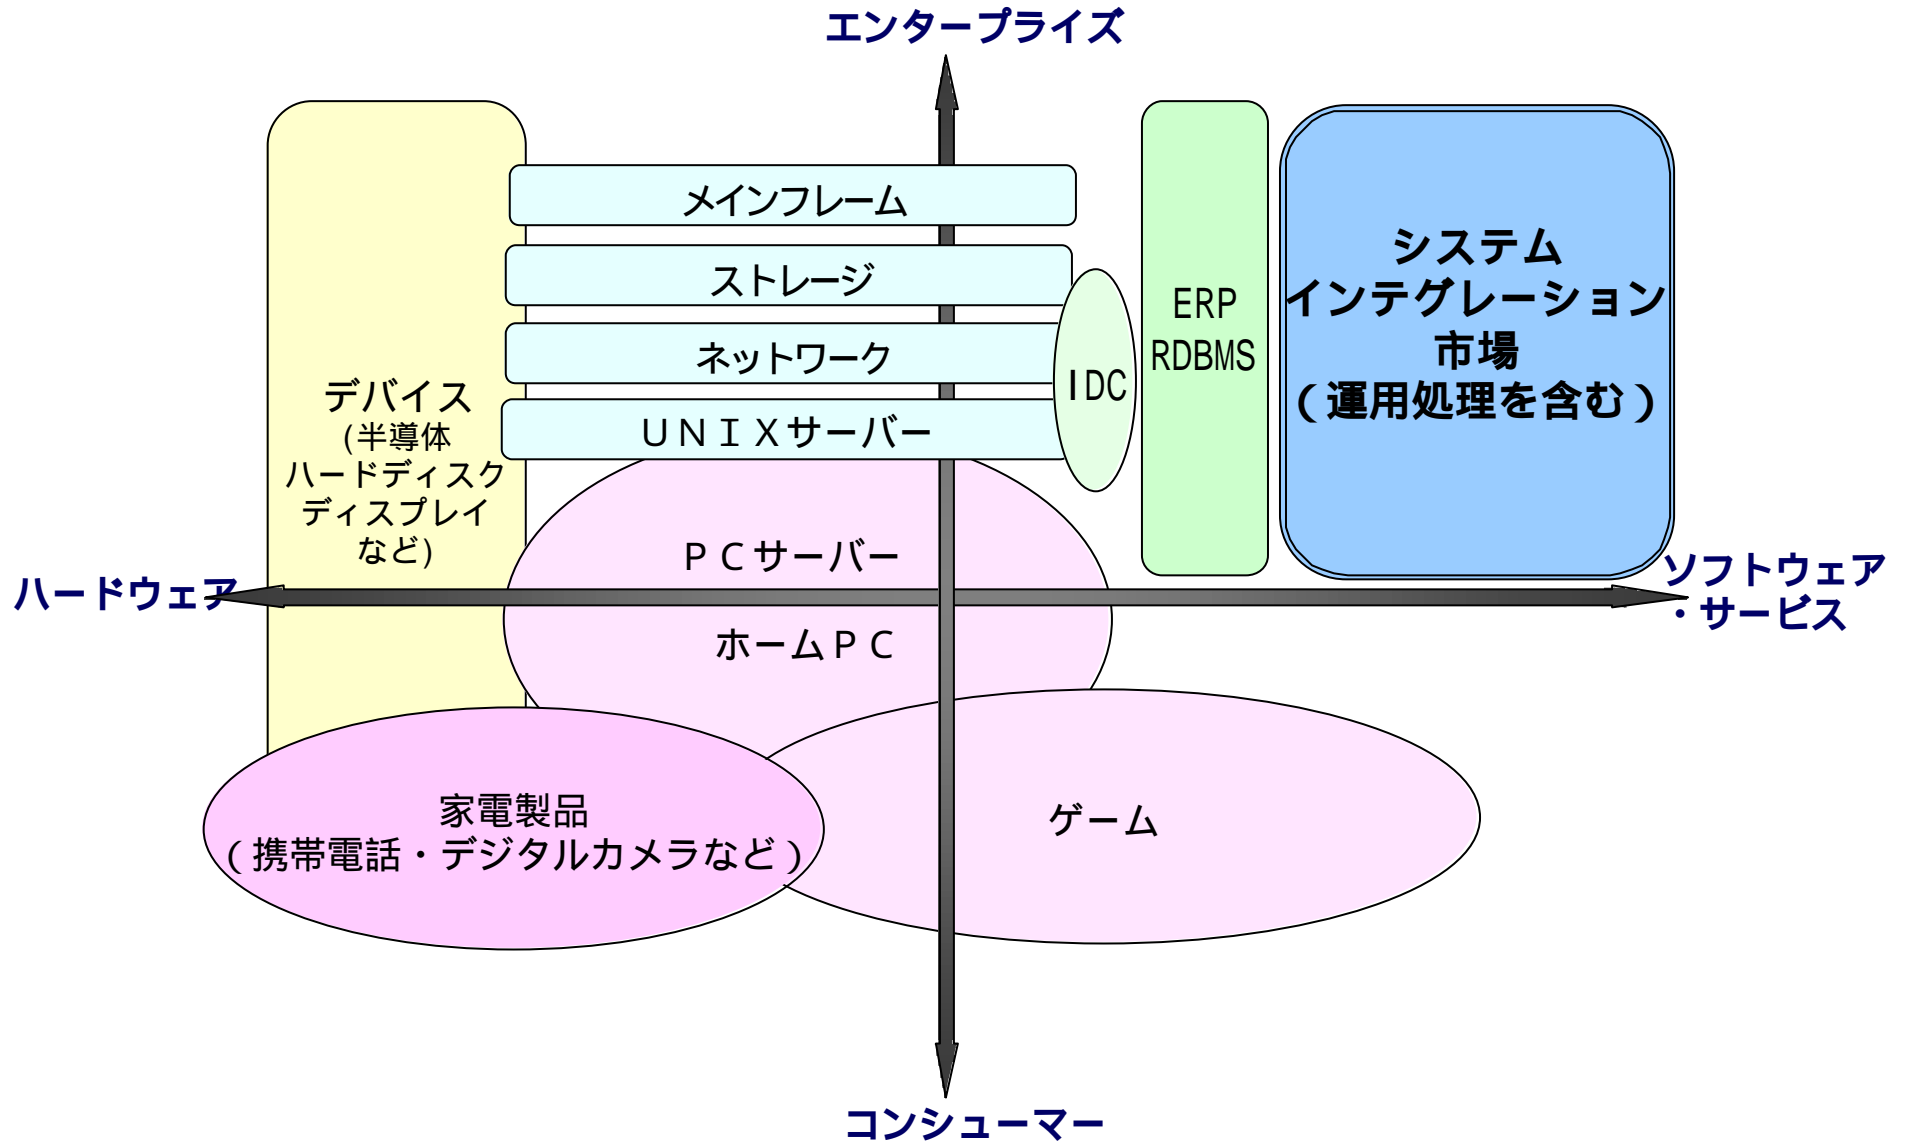 エンタープライズ
メインフレーム
ストレージ
ネットワーク
ＵＮＩＸサーバー
IDC
ERP
RDBMS
システム
インテグレーション
市場
（運用処理を含む）
デバイス
(半導体
ハードディスク
ディスプレイ
など)
ＰＣサーバー
ハードウェア
ソフトウェア
・サービス
ホームＰＣ
家電製品
（携帯電話・デジタルカメラなど）
ゲーム
コンシューマー